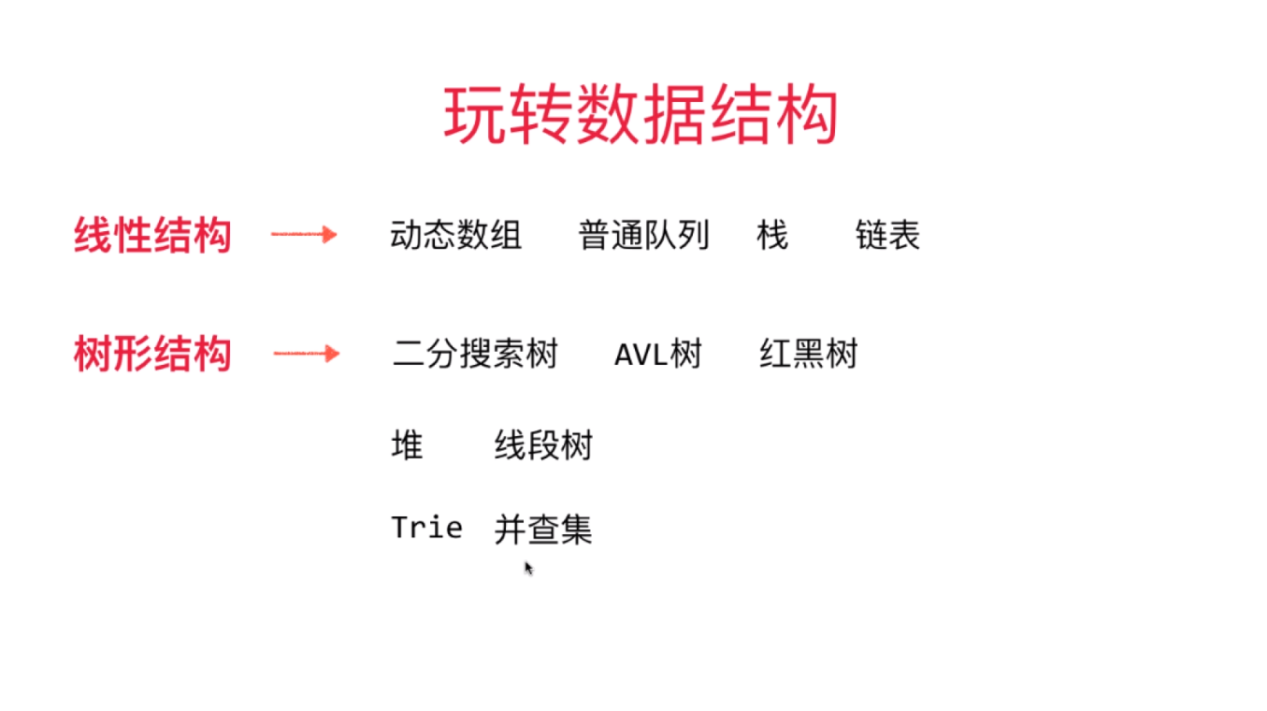 玩转数据结构
线性结构 动态数组 普通队列 栈 链表
树形结构 二分搜索树 AVL树 红黑树
堆 线段树
Trie 并查集